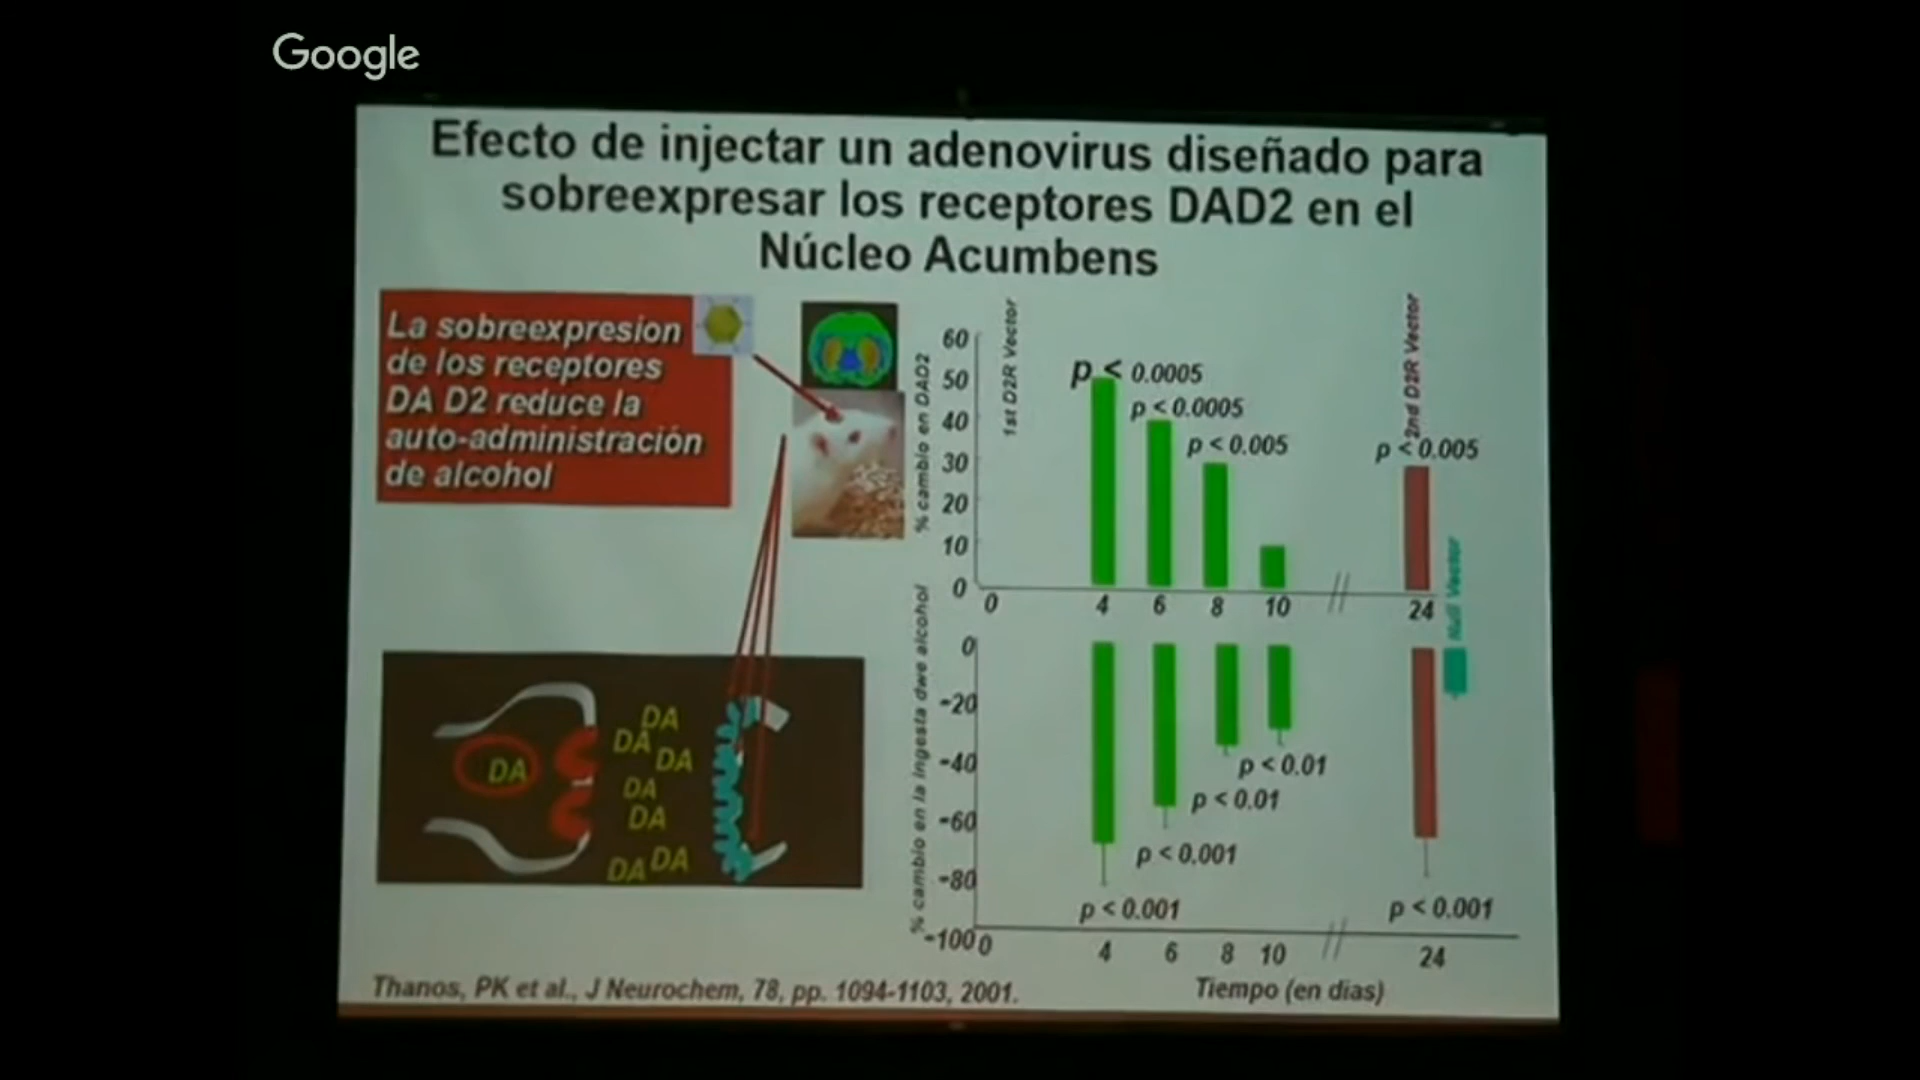 Google
Efecto de injectar un adenovirus diseñado para
sobreexpresar los receptores DAD2 en el
Núcleo Acumbens
La sobreexpresion
de los receptores
DA D2 reduce la
auto-administración
de alcohol
DA
DA
DA
DA
DA
DA
DA
DA
% cambio en DAD2
60
50
40
30
20
10
0
1st D2R Vector
p < 0.0005
p < 0.0005
p < 0.005
2nd D2R Vector
p < 0.005
0 4 6 8 10 // 24
Null Vector
% cambio en la ingesta dwe alcohol
0
-20
-40
-60
-80
-100
p < 0.01
p < 0.01
p < 0.001
p < 0.001
p < 0.001
0 4 6 8 10 // 24
Tiempo (en dias)
Thanos, PK et al., J Neurochem, 78, pp. 1094-1103, 2001.